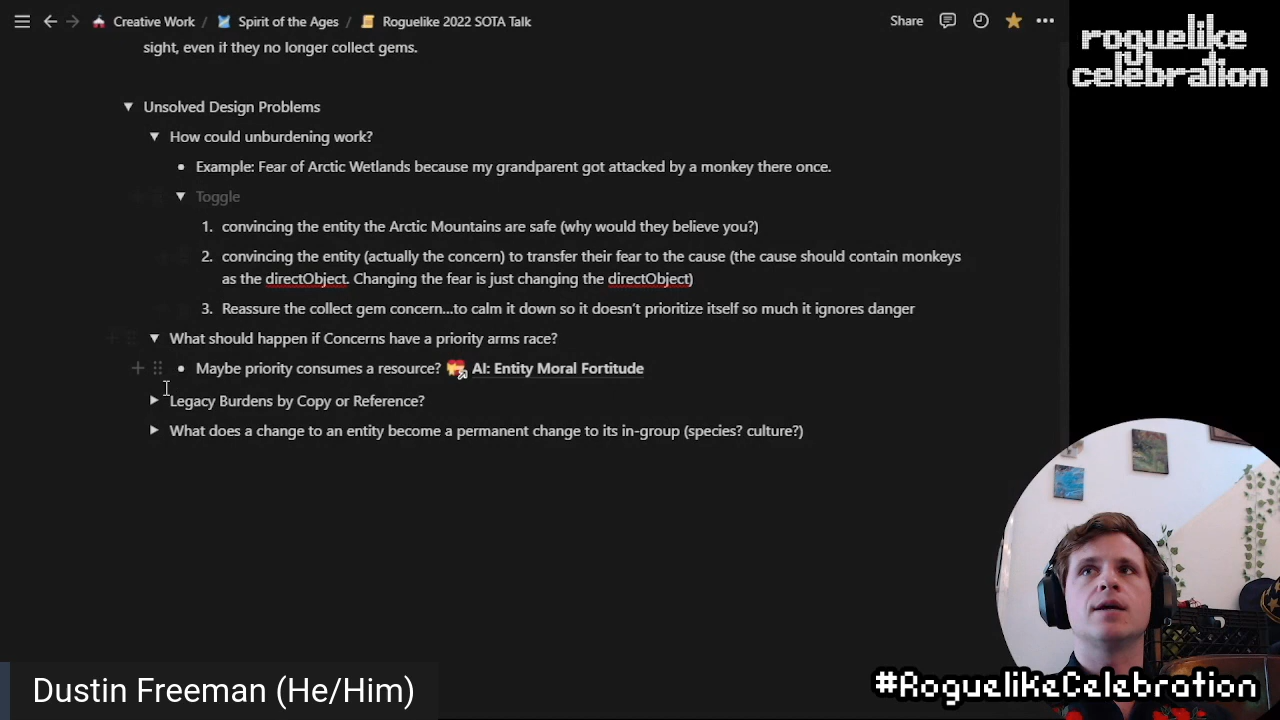 Creative Work / Spirit of the Ages / Roguelike 2022 SOTA Talk
Share
roguelike
celebration
sight, even if they no longer collect gems.
Unsolved Design Problems
How could unburdening work?
Example: Fear of Arctic Wetlands because my grandparent got attacked by a monkey there once.
Toggle
1. convincing the entity the Arctic Mountains are safe (why would they believe you?)
2. convincing the entity (actually the concern) to transfer their fear to the cause (the cause should contain monkeys
as the directObject. Changing the fear is just changing the directObject)
3. Reassure the collect gem concern...to calm it down so it doesn't prioritize itself so much it ignores danger
What should happen if Concerns have a priority arms race?
Maybe priority consumes a resource? AI: Entity Moral Fortitude
Legacy Burdens by Copy or Reference?
What does a change to an entity become a permanent change to its in-group (species? culture?)
Dustin Freeman (He/Him)
#RoguelikeCelebration